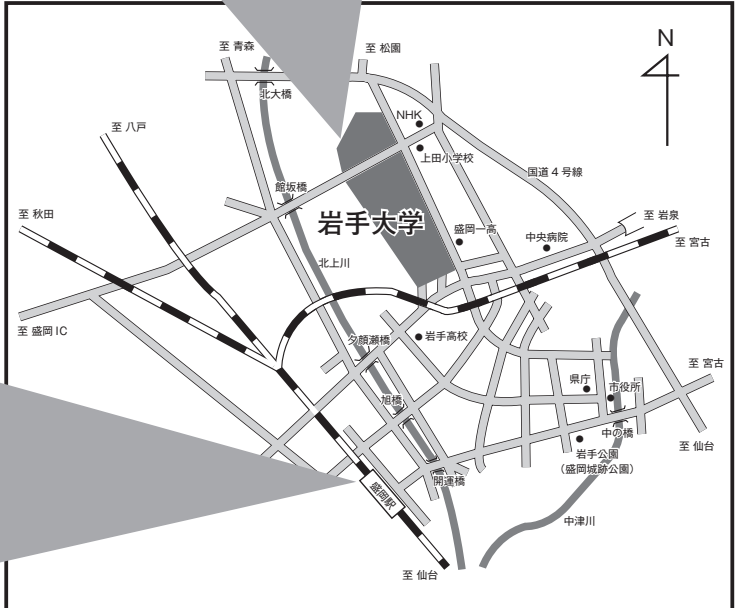 至 青森
至 松園
N
北大橋
NHK
至 八戸
上田小学校
国道４号線
館坂橋
至 秋田
岩手大学
盛岡一高
中央病院
至 岩泉
至 宮古
北上川
至 盛岡IC
夕顔瀬橋
岩手高校
至 宮古
県庁
市役所
旭橋
中の橋
至 仙台
岩手公園
（盛岡城跡公園）
開運橋
盛岡駅
中津川
至 仙台